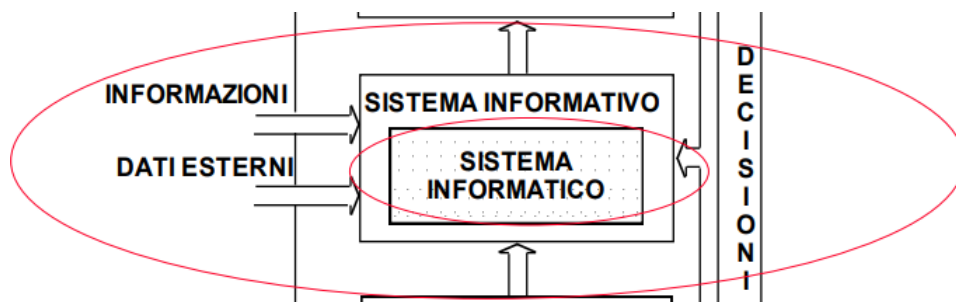 INFORMAZIONI
SISTEMA INFORMATIVO
DATI ESTERNI
SISTEMA
INFORMATICO
D
E
C
I
S
I
O
N
I